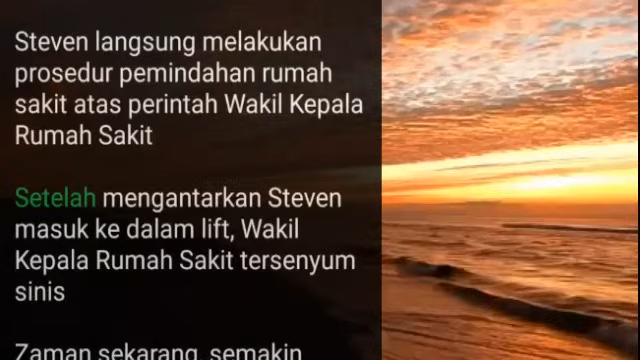 Steven langsung melakukan
prosedur pemindahan rumah
sakit atas perintah Wakil Kepala
Rumah Sakit
Setelah mengantarkan Steven
masuk ke dalam lift, Wakil
Kepala Rumah Sakit tersenyum
sinis
Zaman sekarang, semakin